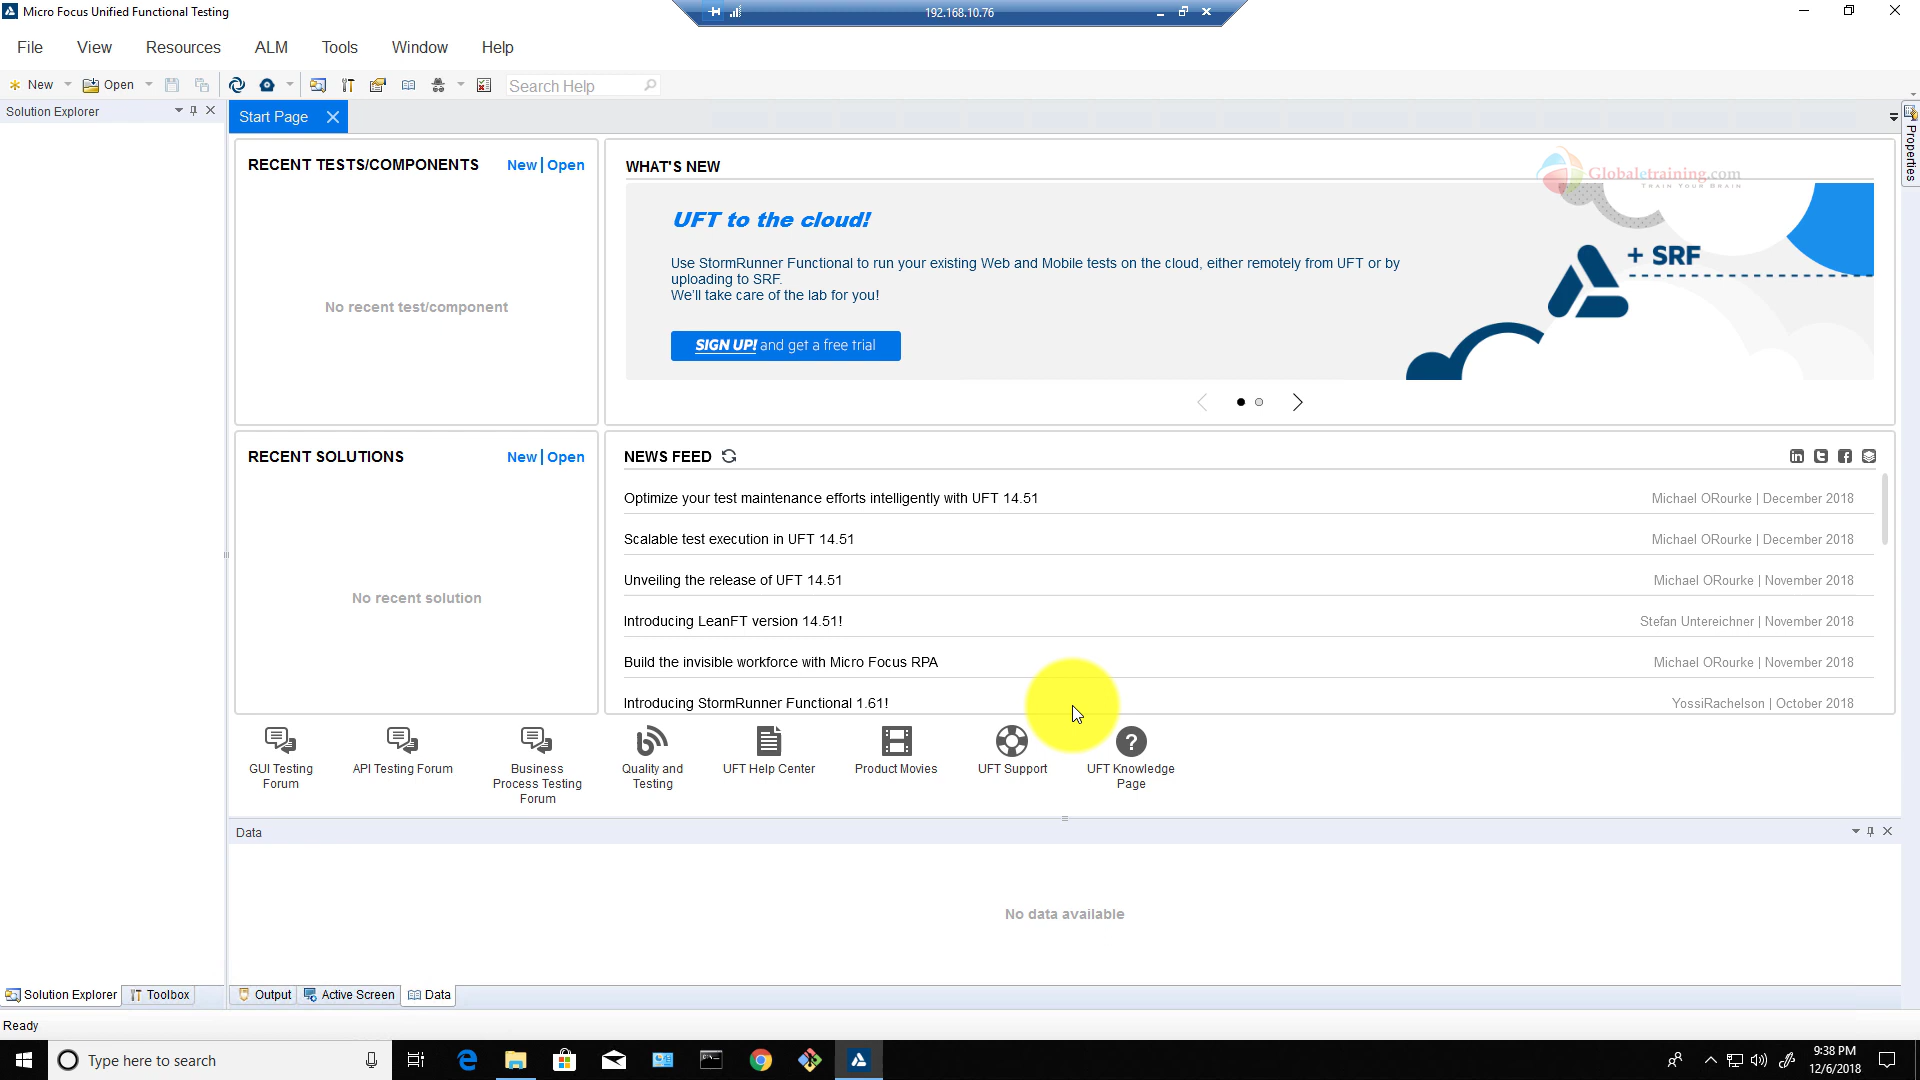 Micro Focus Unified Functional Testing
192.168.10.76
File View Resources ALM Tools Window Help
New Open Search Help
Solution Explorer
Start Page
Properties
RECENT TESTS/COMPONENTS New | Open
No recent test/component
WHAT'S NEW
Globaletraining.com
TRAIN YOUR BRAIN
UFT to the cloud!
Use StormRunner Functional to run your existing Web and Mobile tests on the cloud, either remotely from UFT or by
uploading to SRF.
We'll take care of the lab for you!
SIGN UP! and get a free trial
+ SRF
RECENT SOLUTIONS New | Open
No recent solution
NEWS FEED
Optimize your test maintenance efforts intelligently with UFT 14.51 Michael ORourke | December 2018
Scalable test execution in UFT 14.51 Michael ORourke | December 2018
Unveiling the release of UFT 14.51 Michael ORourke | November 2018
Introducing LeanFT version 14.51! Stefan Untereichner | November 2018
Build the invisible workforce with Micro Focus RPA Michael ORourke | November 2018
Introducing StormRunner Functional 1.61! YossiRachelson | October 2018
GUI Testing
Forum
API Testing Forum
Business
Process Testing
Forum
Quality and
Testing
UFT Help Center
Product Movies
UFT Support
UFT Knowledge
Page
Data
No data available
Solution Explorer Toolbox Output Active Screen Data
Ready
Type here to search
9:38 PM
12/6/2018